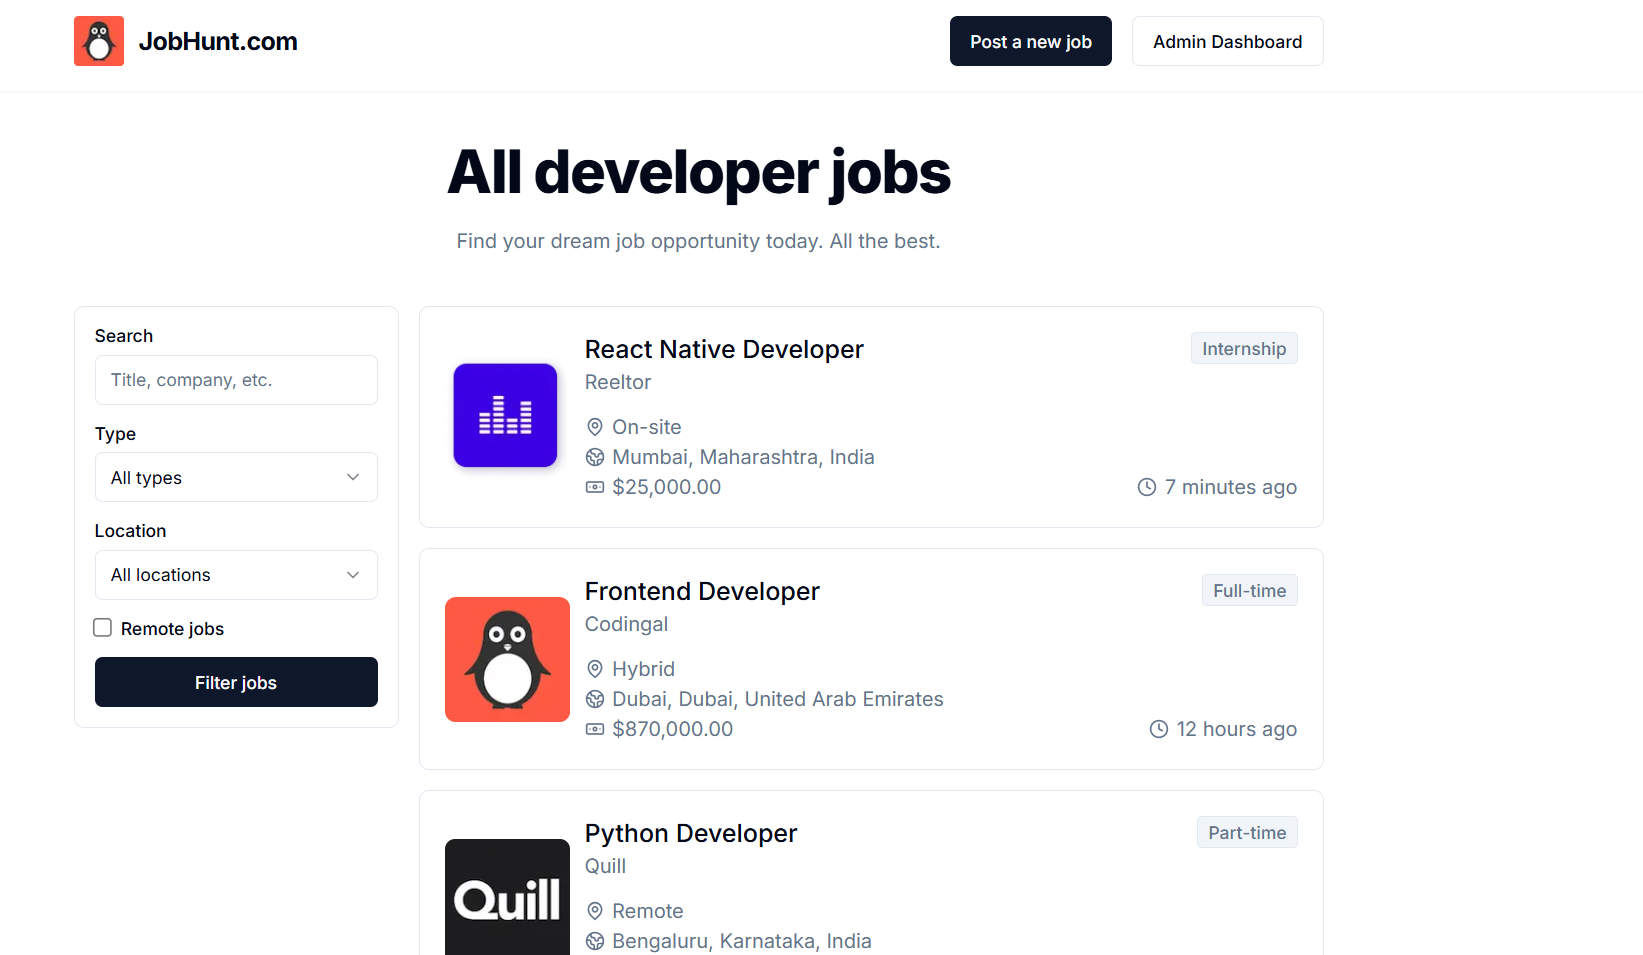 JobHunt.com
Post a new job
Admin Dashboard
All developer jobs
Find your dream job opportunity today. All the best.
Search
Title, company, etc.
Type
All types
Location
All locations
Remote jobs
Filter jobs
React Native Developer
Internship
Reeltor
On-site
Mumbai, Maharashtra, India
$25,000.00
7 minutes ago
Frontend Developer
Full-time
Codingal
Hybrid
Dubai, Dubai, United Arab Emirates
$870,000.00
12 hours ago
Quill
Python Developer
Part-time
Quill
Remote
Bengaluru, Karnataka, India